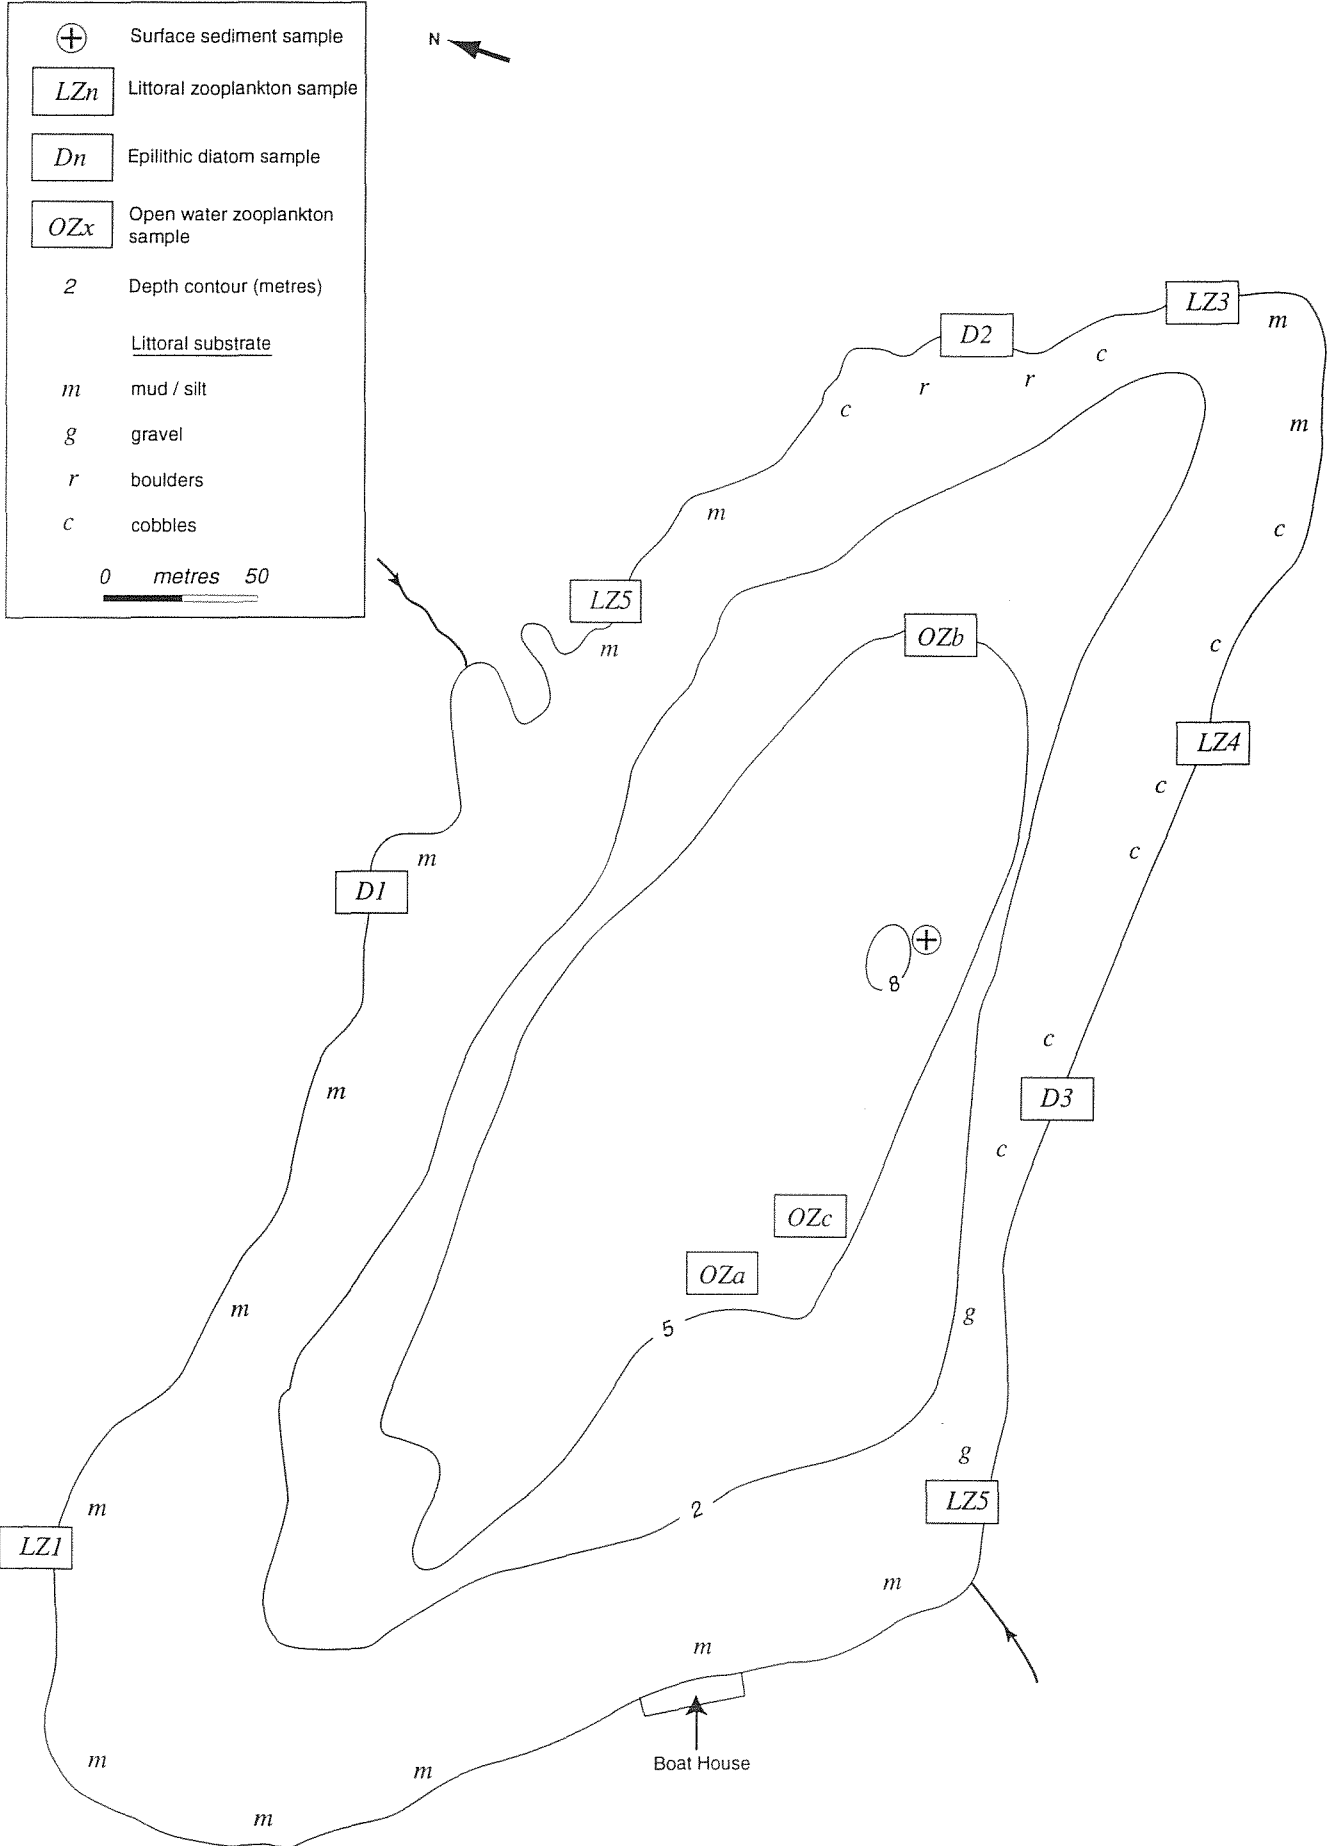 Surface sediment sample
N
LZn Littoral zooplankton sample
Dn Epilithic diatom sample
OZx Open water zooplankton
sample
2 Depth contour (metres)
Littoral substrate
m mud / silt
g gravel
r boulders
c cobbles
0 metres 50
LZ3
m
D2
c
r r
c
m
m
c
LZ5
m
OZb
c
LZ4
c
c
m
D1
8
c
D3
m
c
OZc
OZa
m
g
5
g
m
LZ5
2
LZ1
m
m
Boat House
m
m
m